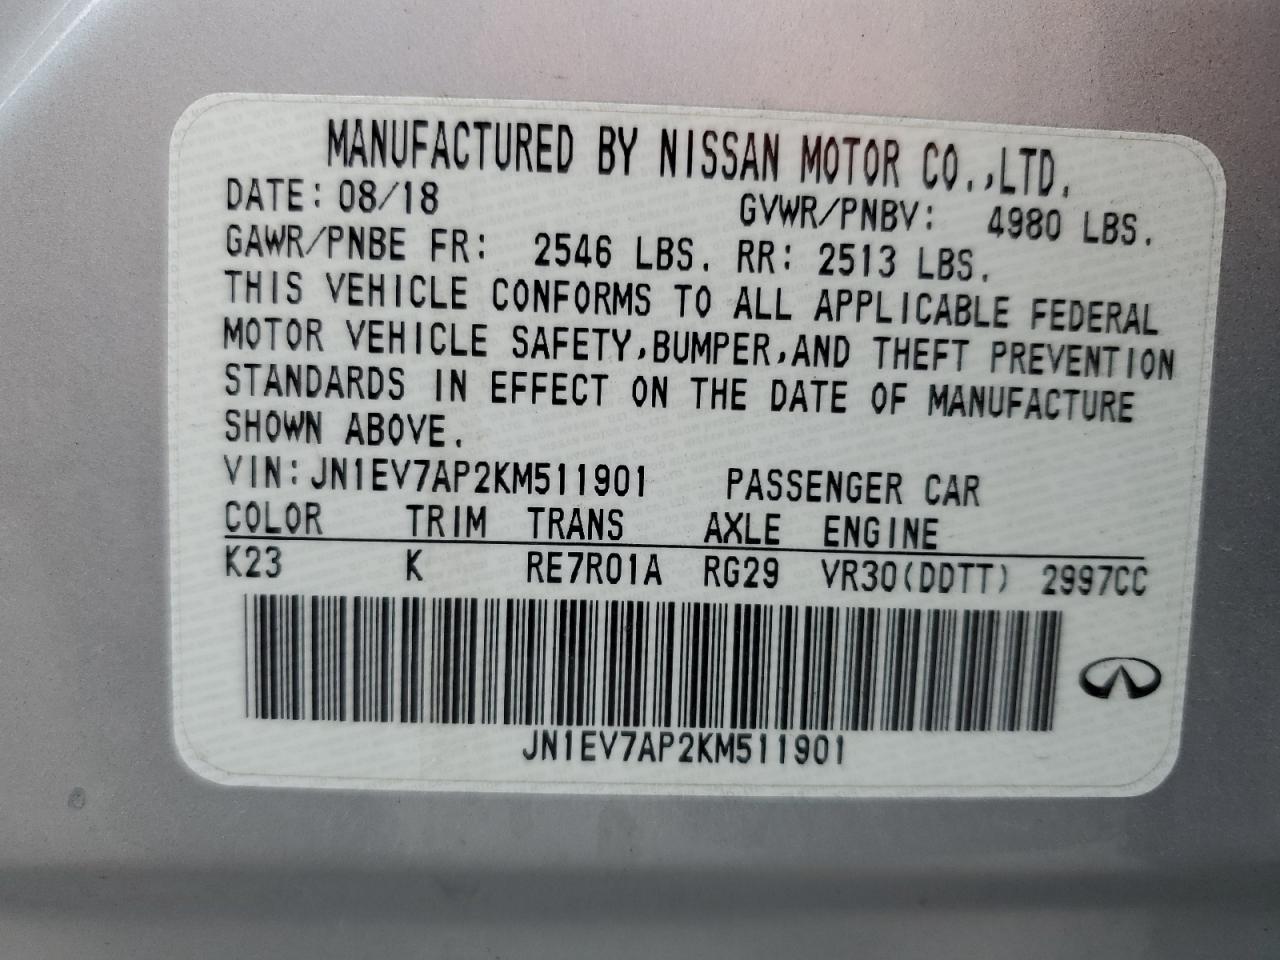 MANUFACTURED BY NISSAN MOTOR CO.,LTD.
DATE: 08/18 GVWR/PNBV: 4980 LBS.
GAWR/PNBE FR: 2546 LBS. RR: 2513 LBS.
THIS VEHICLE CONFORMS TO ALL APPLICABLE FEDERAL
MOTOR VEHICLE SAFETY,BUMPER,AND THEFT PREVENTION
STANDARDS IN EFFECT ON THE DATE OF MANUFACTURE
SHOWN ABOVE.
VIN:JN1EV7AP2KM511901 PASSENGER CAR
COLOR TRIM TRANS AXLE ENGINE
K23 K RE7R01A RG29 VR30(DDTT) 2997CC
JN1EV7AP2KM511901